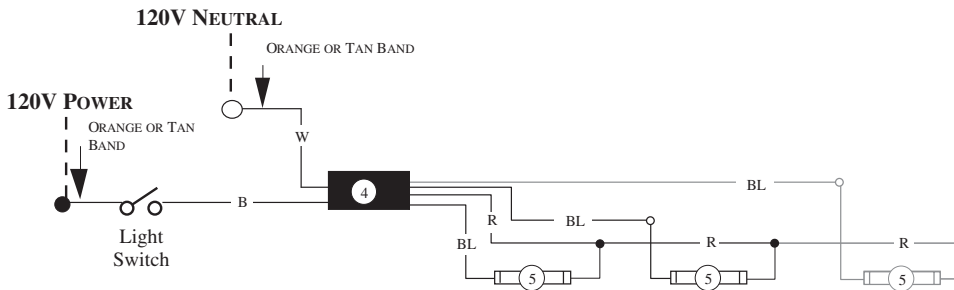 120V NEUTRAL
ORANGE OR TAN BAND
120V POWER
ORANGE OR TAN
BAND
W
4
BL
B
R
BL
Light
Switch
BL
R
R
5
5
5